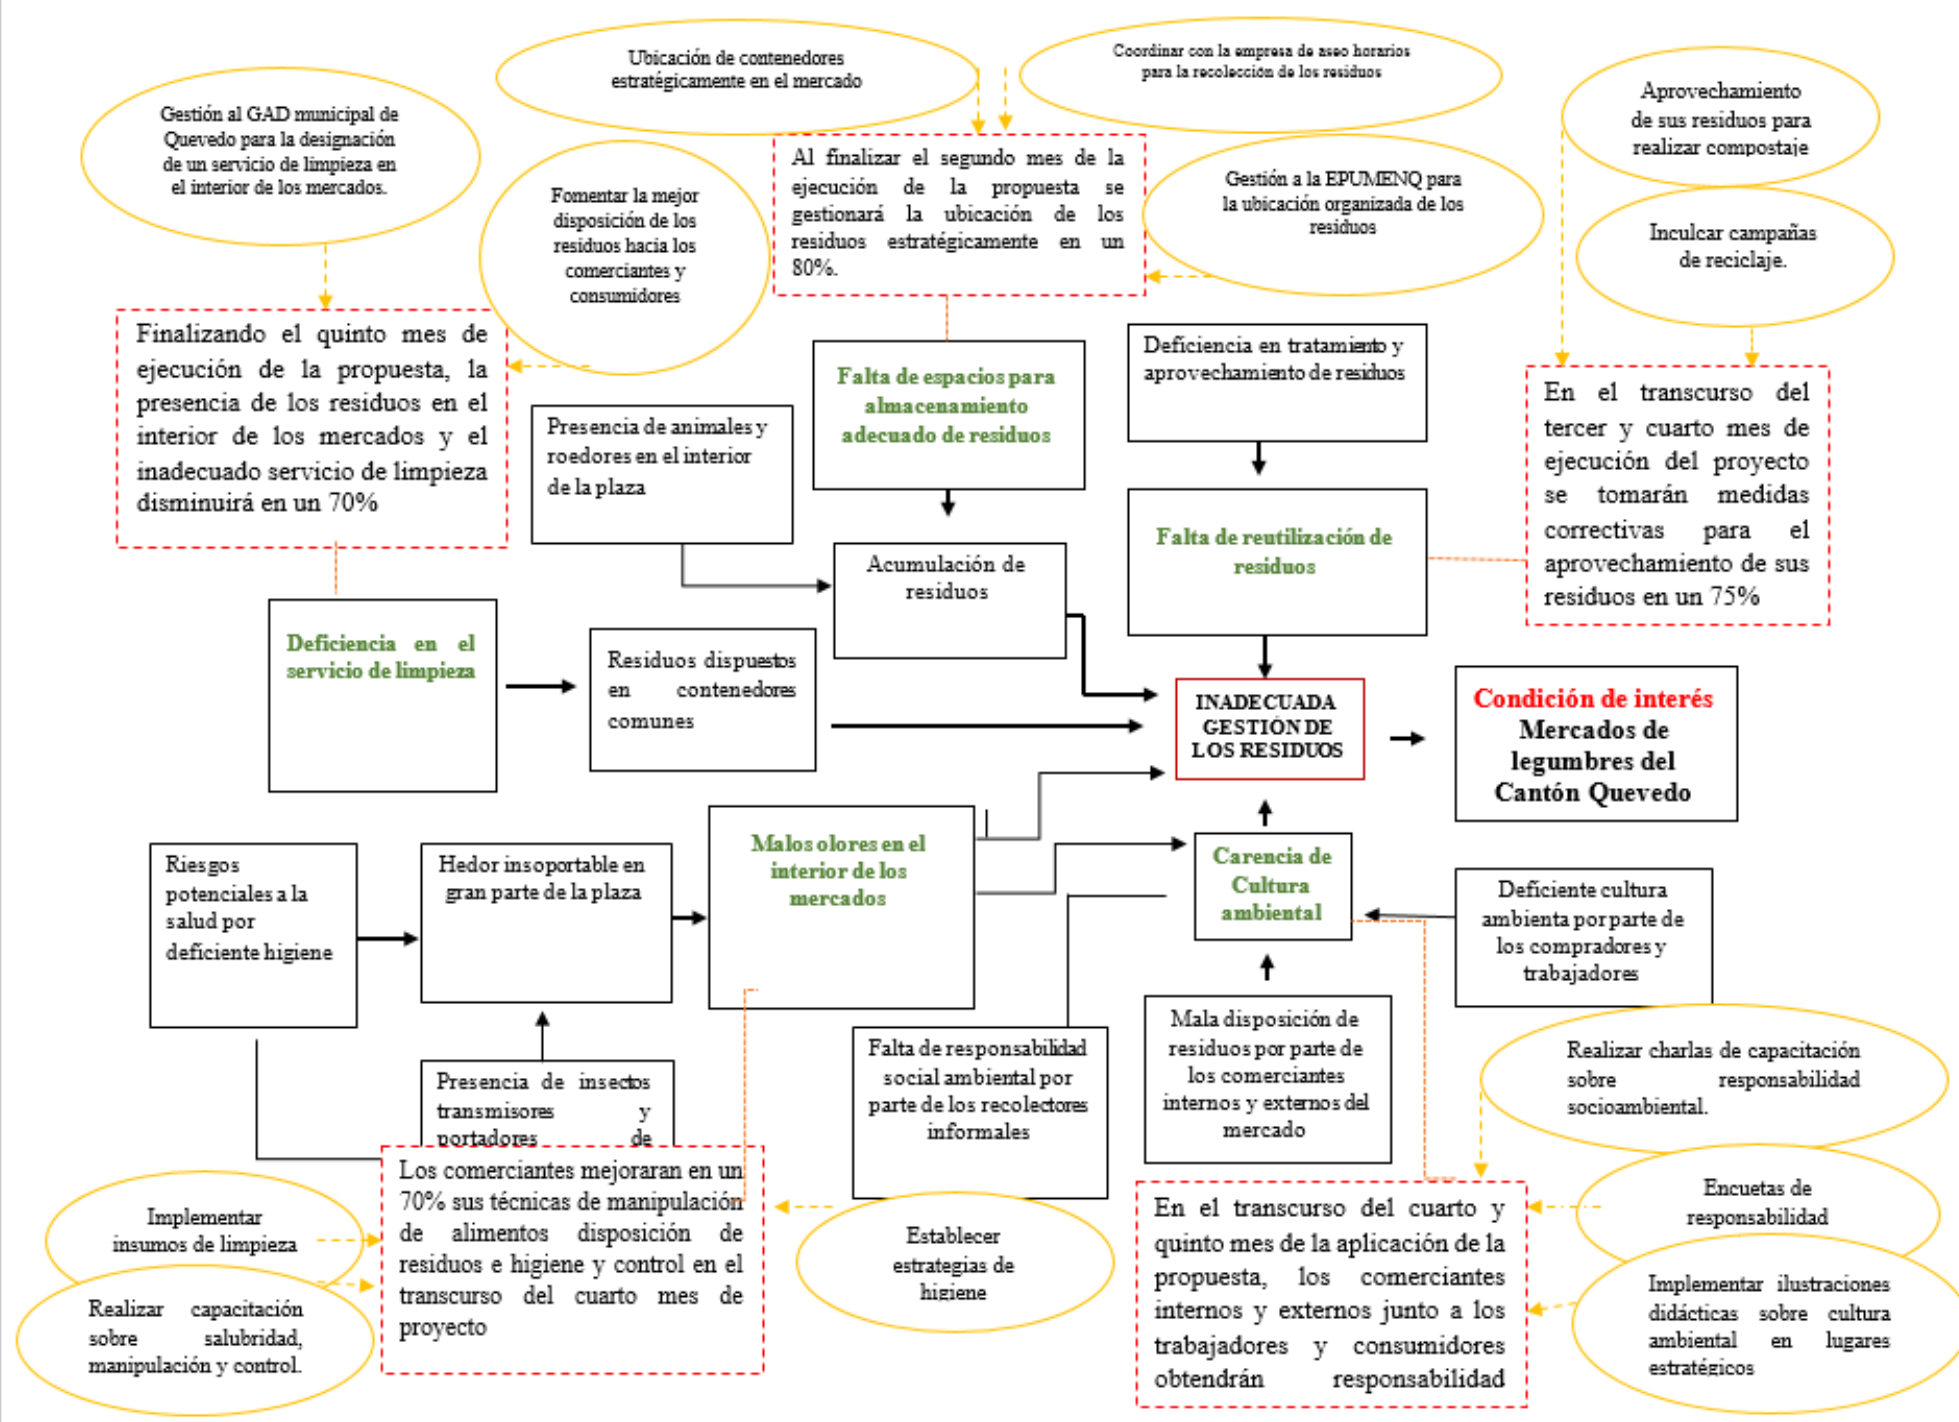 Ubicación de contenedores
estratégicamente en el mercado
Coordinar con la empresa de aseo horarios
para la recolección de los residuos
Aprovechamiento
de sus residuos para
realizar compostaje
Gestión al GAD municipal de
Quevedo para la designación
de un servicio de limpieza en
el interior de los mercados.
Fomentar la mejor
disposición de los
residuos hacia los
comerciantes y
consumidores
Al finalizar el segundo mes de la
ejecución de la propuesta se
gestionará la ubicación de los
residuos estratégicamente en un
80%.
Gestión a la EPUMENQ para
la ubicación organizada de los
residuos
Inculcar campañas
de reciclaje.
Finalizando el quinto mes de
ejecución de la propuesta, la
presencia de los residuos en el
interior de los mercados y el
inadecuado servicio de limpieza
disminuirá en un 70%
Presencia de animales y
roedores en el interior
de la plaza
Falta de espacios para
almacenamiento
adecuado de residuos
Deficiencia en tratamiento y
aprovechamiento de residuos
En el transcurso del
tercer y cuarto mes de
ejecución del proyecto
se tomarán medidas
correctivas para el
aprovechamiento de sus
residuos en un 75%
Acumulación de
residuos
Falta de reutilización de
residuos
Deficiencia en el
servicio de limpieza
Residuos dispuestos
en contenedores
comunes
INADECUADA
GESTIÓN DE
LOS RESIDUOS
Condición de interés
Mercados de
legumbres del
Cantón Quevedo
Riesgos
potenciales a la
salud por
deficiente higiene
Hedor insoportable en
gran parte de la plaza
Malos olores en el
interior de los
mercados
Carencia de
Cultura
ambiental
Deficiente cultura
ambienta por parte de
los compradores y
trabajadores
Presencia de insectos
transmisores y
portadores de
Falta de responsabilidad
social ambiental por
parte de los recolectores
informales
Mala disposición de
residuos por parte de
los comerciantes
internos y externos del
mercado
Realizar charlas de capacitación
sobre responsabilidad
socioambiental.
Implementar
insumos de limpieza
Realizar capacitación
sobre salubridad,
manipulación y control.
Los comerciantes mejoraran en un
70% sus técnicas de manipulación
de alimentos disposición de
residuos e higiene y control en el
transcurso del cuarto mes de
proyecto
Establecer
estrategias de
higiene
En el transcurso del cuarto y
quinto mes de la aplicación de la
propuesta, los comerciantes
internos y externos junto a los
trabajadores y consumidores
obtendrán responsabilidad
Encuetas de
responsabilidad
Implementar ilustraciones
didácticas sobre cultura
ambiental en lugares
estratégicos